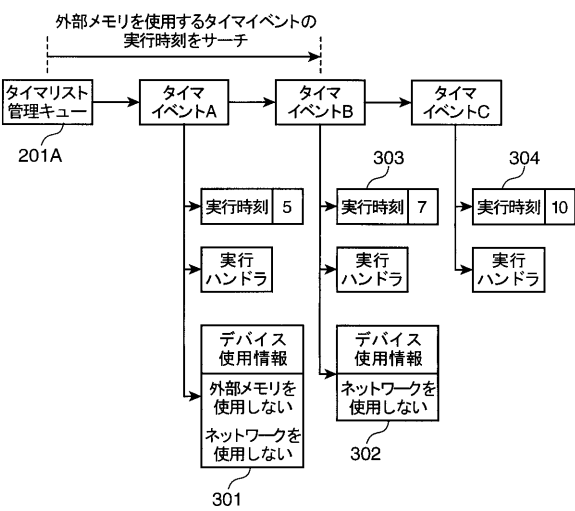 外部メモリを使用するタイマイベントの
実行時刻をサーチ
タイマリスト
管理キュー
タイマ
イベントA
タイマ
イベントB
タイマ
イベントC
201A
303
304
実行時刻 5
実行時刻 7
実行時刻 10
実行
ハンドラ
実行
ハンドラ
実行
ハンドラ
デバイス
使用情報
外部メモリを
使用しない
ネットワークを
使用しない
301
デバイス
使用情報
ネットワークを
使用しない
302